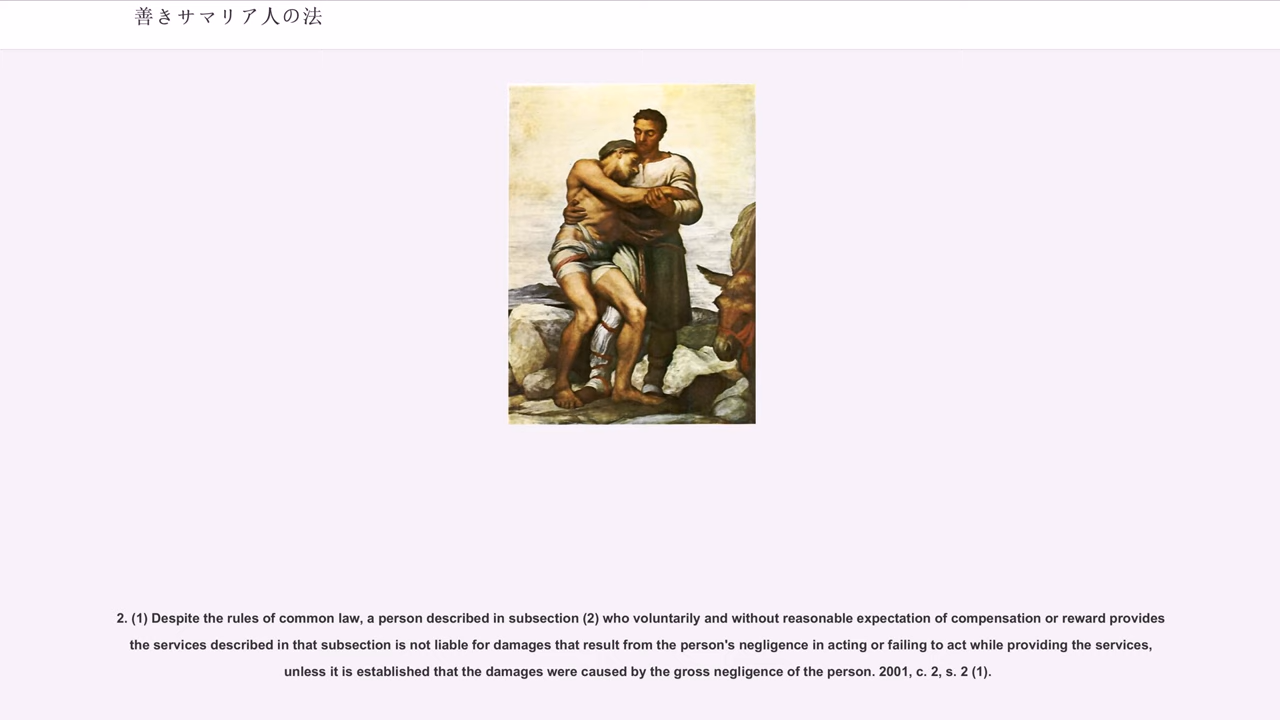 善きサマリア人の法
2. (1) Despite the rules of common law, a person described in subsection (2) who voluntarily and without reasonable expectation of compensation or reward provides
the services described in that subsection is not liable for damages that result from the person's negligence in acting or failing to act while providing the services,
unless it is established that the damages were caused by the gross negligence of the person. 2001, c. 2, s. 2 (1).